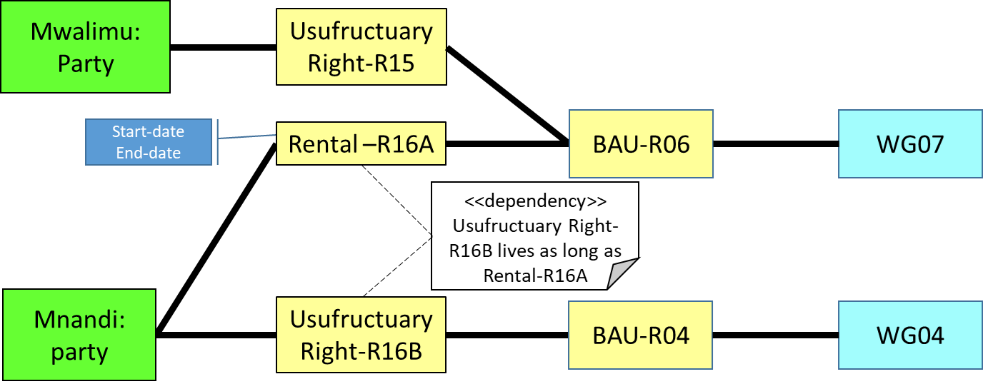 Mwalimu:
Party
Usufructuary
Right-R15
Start-date
End-date
Rental –R16A
BAU-R06
WG07
<<dependency>>
Usufructuary Right-
R16B lives as long as
Rental-R16A
Mnandi:
party
Usufructuary
Right-R16B
BAU-R04
WG04